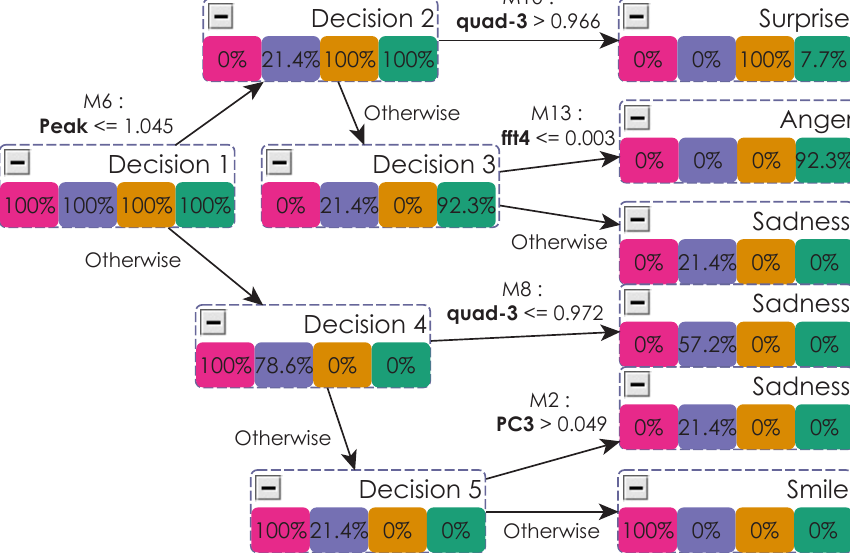 Decision 2
0% 21.4% 100% 100%
quad-3 > 0.966
Surprise
0% 0% 100% 7.7%
M6 :
Peak <= 1.045
Otherwise
M13 :
fft4 <= 0.003
Anger
0% 0% 0% 92.3%
Decision 1
100% 100% 100% 100%
Decision 3
0% 21.4% 0% 92.3%
Otherwise
Sadness
0% 21.4% 0% 0%
Otherwise
M8 :
quad-3 <= 0.972
Sadness
0% 57.2% 0% 0%
Decision 4
100% 78.6% 0% 0%
Sadness
0% 21.4% 0% 0%
M2 :
PC3 > 0.049
Otherwise
Decision 5
100% 21.4% 0% 0%
Otherwise
Smile
100% 0% 0% 0%